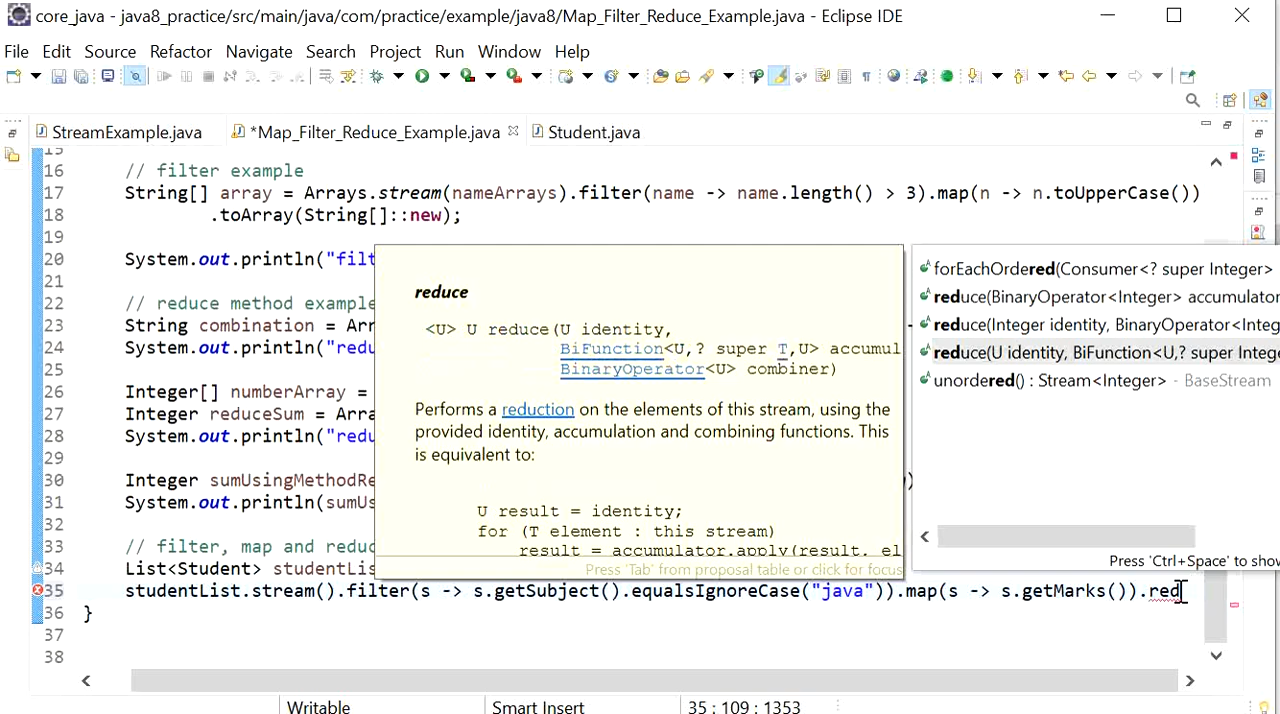 core_java - java8_practice/src/main/java/com/practice/example/java8/Map_Filter_Reduce_Example.java - Eclipse IDE
File Edit Source Refactor Navigate Search Project Run Window Help
StreamExample.java *Map_Filter_Reduce_Example.java Student.java
15
16 // filter example
17 String[] array = Arrays.stream(nameArrays).filter(name -> name.length() > 3).map(n -> n.toUpperCase())
18 .toArray(String[]::new);
19
20 System.out.println("filt
21
22 // reduce method example
23 String combination = Arr
24 System.out.println("redu
25
26 Integer[] numberArray =
27 Integer reduceSum = Arra
28 System.out.println("redu
29
30 Integer sumUsingMethodRe )
31 System.out.println(sumUs
32
33 // filter, map and reduc
34 List<Student> studentLis
35 studentList.stream().filter(s -> s.getSubject().equalsIgnoreCase("java")).map(s -> s.getMarks()).red
36 }
37
38
reduce
<U> U reduce(U identity,
BiFunction<U,? super T,U> accumul
BinaryOperator<U> combiner)
Performs a reduction on the elements of this stream, using the
provided identity, accumulation and combining functions. This
is equivalent to:
U result = identity;
for (T element : this stream)
result = accumulator.apply(result, el
Press 'Tab' from proposal table or click for focus
forEachOrdered(Consumer<? super Integer>
reduce(BinaryOperator<Integer> accumulator
reduce(Integer identity, BinaryOperator<Integ
reduce(U identity, BiFunction<U,? super Intege
unordered() : Stream<Integer> - BaseStream
Press 'Ctrl+Space' to show
Writable Smart Insert 35 : 109 : 1353